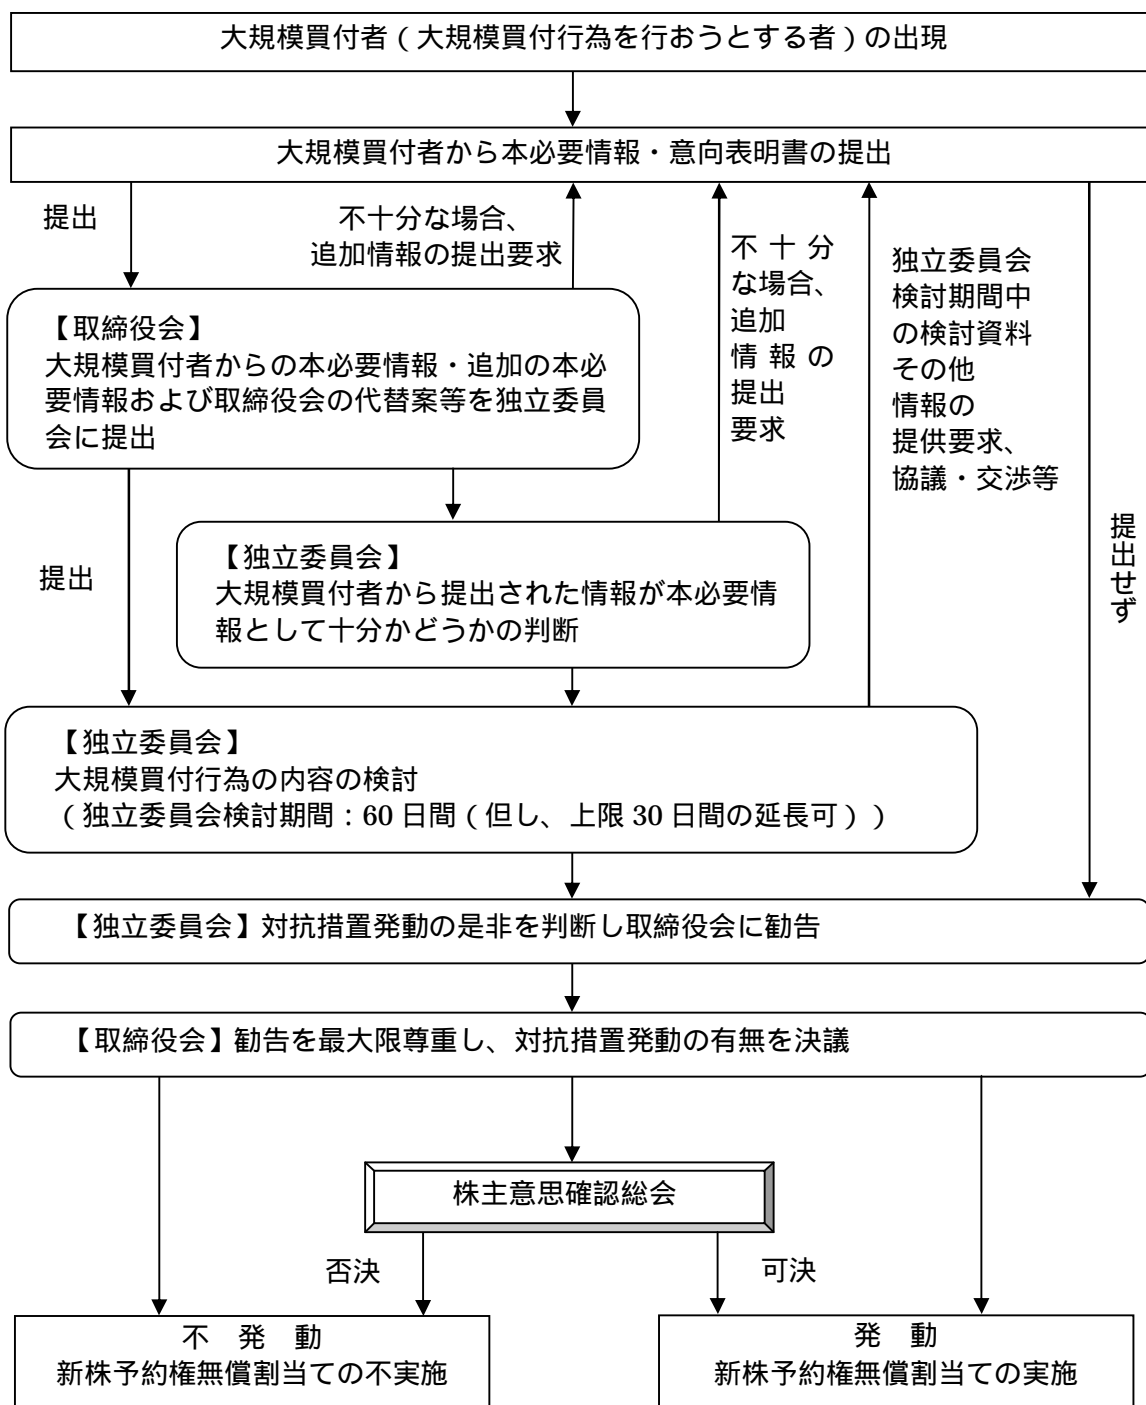 大規模買付者（大規模買付行為を行おうとする者）の出現
大規模買付者から本必要情報・意向表明書の提出
提出
不十分な場合、
追加情報の提出要求
不十分
な場合、
追加
情報の
提出
要求
独立委員会
検討期間中
の検討資料
その他
情報の
提供要求、
協議・交渉等
提出せず
【取締役会】
大規模買付者からの本必要情報・追加の本必
要情報および取締役会の代替案等を独立委員
会に提出
提出
【独立委員会】
大規模買付者から提出された情報が本必要情
報として十分かどうかの判断
【独立委員会】
大規模買付行為の内容の検討
（独立委員会検討期間：60 日間（但し、上限 30 日間の延長可））
【独立委員会】対抗措置発動の是非を判断し取締役会に勧告
【取締役会】勧告を最大限尊重し、対抗措置発動の有無を決議
株主意思確認総会
否決
可決
不　発　動
新株予約権無償割当ての不実施
発　動
新株予約権無償割当ての実施